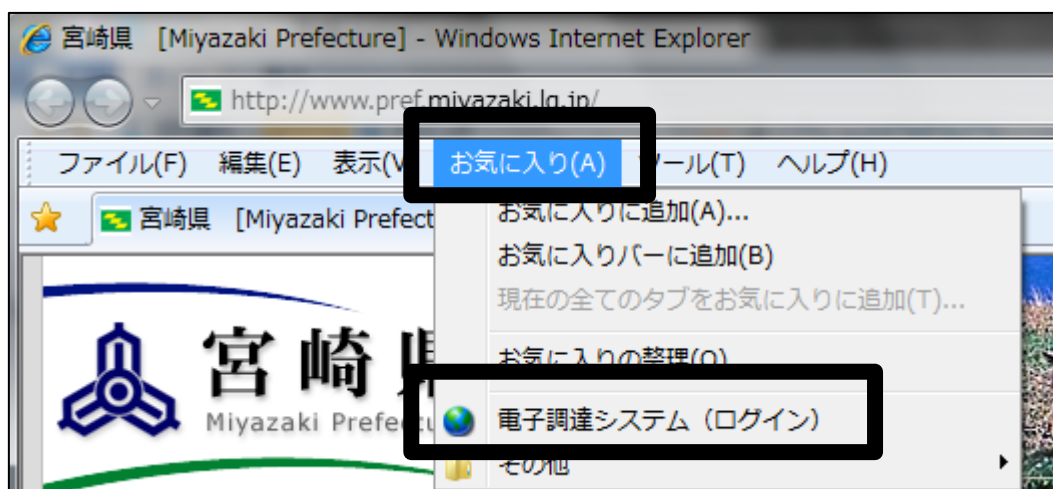 宮崎県 [Miyazaki Prefecture] - Windows Internet Explorer
http://www.pref.miyazaki.lg.jp/
ファイル(F) 編集(E) 表示(V お気に入り(A) ツール(T) ヘルプ(H)
宮崎県 [Miyazaki Prefect
お気に入りに追加(A)...
お気に入りバーに追加(B)
現在の全てのタブをお気に入りに追加(T)...
宮崎県
お気に入りの整理(O)...
Miyazaki Prefectu
電子調達システム（ログイン）
その他